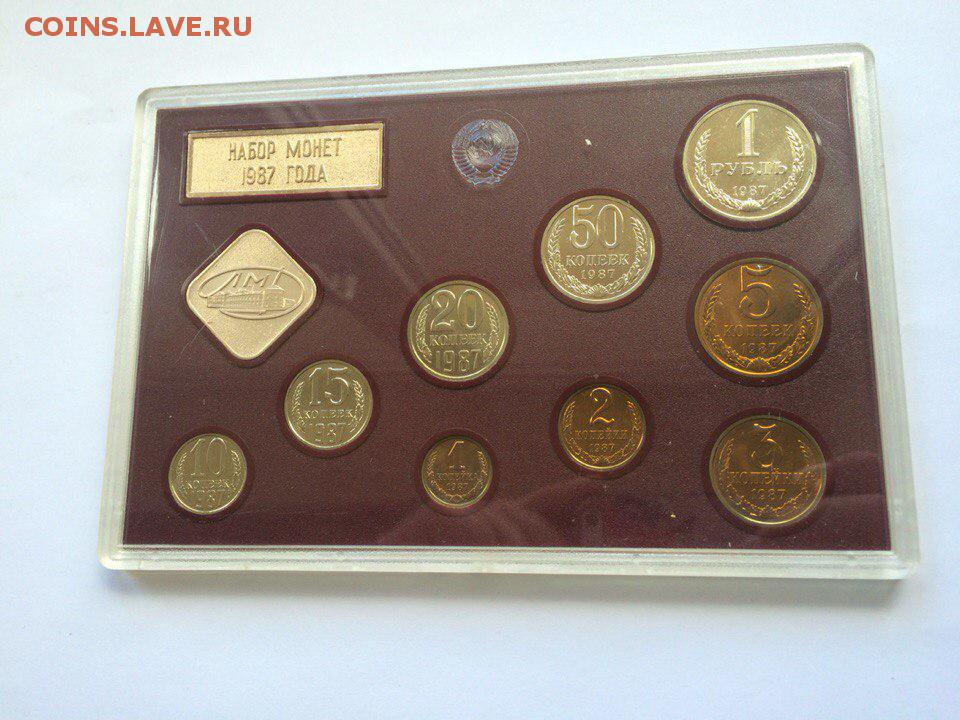 COINS.LAVE.RU
НАБОР МОНЕТ
1987 ГОДА
ЛМД
1
РУБЛЬ
1987
50
КОПЕЕК
1987
5
КОПЕЕК
1987
20
КОПЕЕК
1987
15
КОПЕЕК
1987
2
КОПЕЙКИ
1987
10
КОПЕЕК
1987
1
КОПЕЙКА
1987
3
КОПЕЙКИ
1987